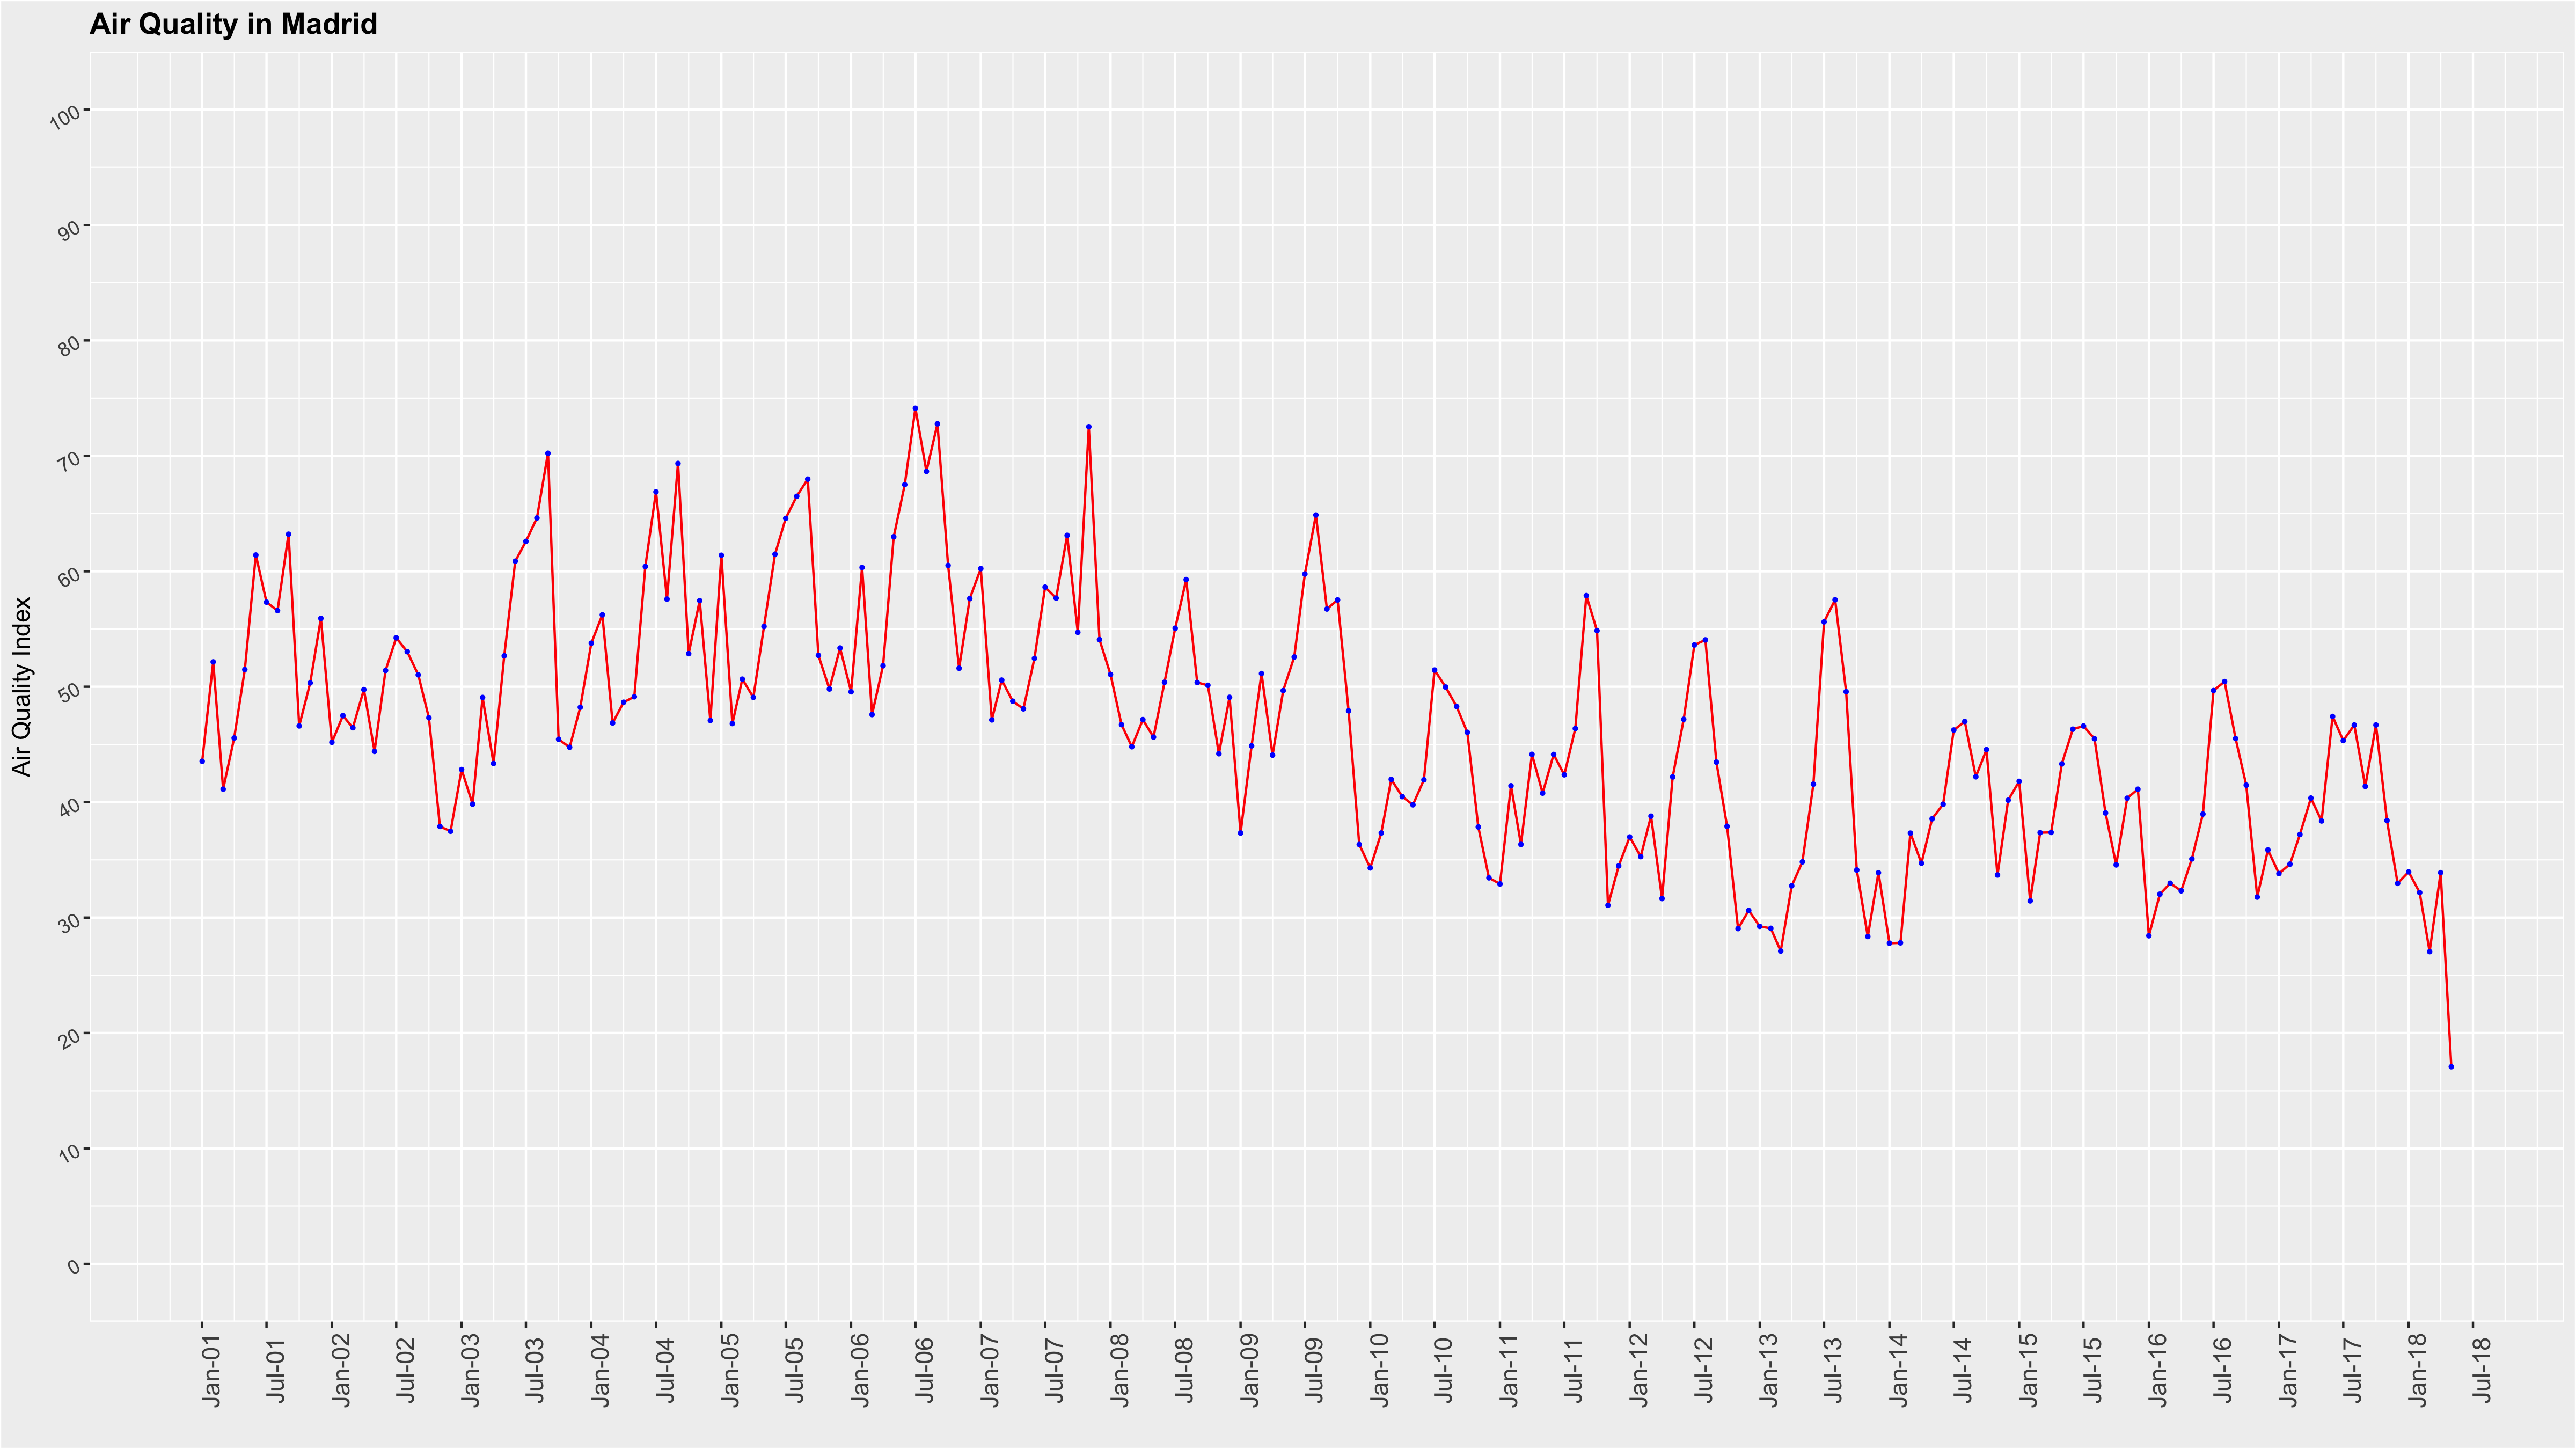 Air Quality in Madrid
Air Quality Index
100
90
80
70
60
50
40
30
20
10
0
Jan-01
Jul-01
Jan-02
Jul-02
Jan-03
Jul-03
Jan-04
Jul-04
Jan-05
Jul-05
Jan-06
Jul-06
Jan-07
Jul-07
Jan-08
Jul-08
Jan-09
Jul-09
Jan-10
Jul-10
Jan-11
Jul-11
Jan-12
Jul-12
Jan-13
Jul-13
Jan-14
Jul-14
Jan-15
Jul-15
Jan-16
Jul-16
Jan-17
Jul-17
Jan-18
Jul-18